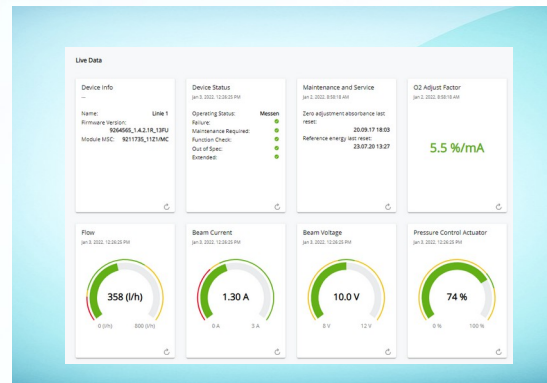 Live Data
Device Info
--
Name: Linie 1
Firmware Version:
9264565_1.4.2.1R_13FU
Module MSC: 9211735_11Z1/MC
Device Status
Jan 3, 2022, 12:26:35 PM
Operating Status: Messen
Failure:
Maintenance Required:
Function Check:
Out of Spec:
Extended:
Maintenance and Service
Jan 2, 2022, 8:58:18 AM
Zero adjustment absorbance last
reset:
20.09.17 18:03
Reference energy last reset:
23.07.20 13:27
O2 Adjust Factor
Jan 2, 2022, 8:58:18 AM
5.5 %/mA
Flow
Jan 3, 2022, 12:26:35 PM
358 (l/h)
0 (l/h) 800 (l/h)
Beam Current
Jan 3, 2022, 12:26:35 PM
1.30 A
0 A 3 A
Beam Voltage
Jan 3, 2022, 12:26:35 PM
10.0 V
8 V 12 V
Pressure Control Actuator
Jan 3, 2022, 12:26:35 PM
74 %
0 % 100 %